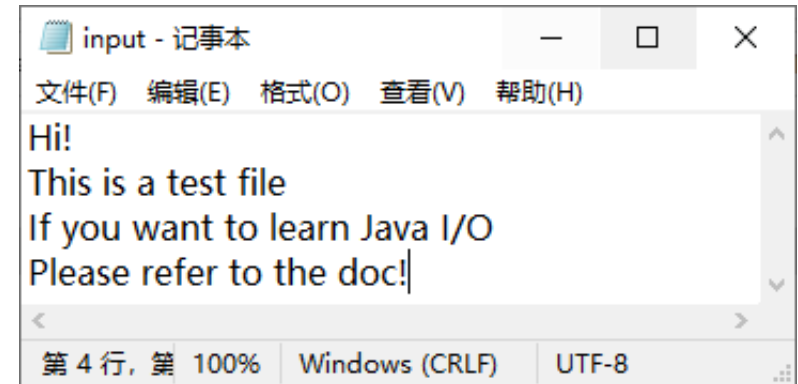 input - 记事本
文件(F) 编辑(E) 格式(O) 查看(V) 帮助(H)
Hi!
This is a test file
If you want to learn Java I/O
Please refer to the doc!
第 4 行, 第 100% Windows (CRLF) UTF-8